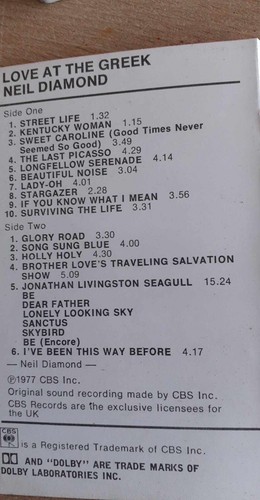 LOVE AT THE GREEK
NEIL DIAMOND
Side One
1. STREET LIFE 1.32
2. KENTUCKY WOMAN 1.15
3. SWEET CAROLINE (Good Times Never
Seemed So Good) 3.49
4. THE LAST PICASSO 4.29
5. LONGFELLOW SERENADE 4.14
6. BEAUTIFUL NOISE 3.04
7. LADY-OH 4.01
8. STARGAZER 2.28
9. IF YOU KNOW WHAT I MEAN 3.56
10. SURVIVING THE LIFE 3.31
Side Two
1. GLORY ROAD 3.30
2. SONG SUNG BLUE 4.00
3. HOLLY HOLY 4.30
4. BROTHER LOVE'S TRAVELING SALVATION
SHOW 5.09
5. JONATHAN LIVINGSTON SEAGULL 15.24
BE
DEAR FATHER
LONELY LOOKING SKY
SANCTUS
SKYBIRD
BE (Encore)
6. I'VE BEEN THIS WAY BEFORE 4.17
— Neil Diamond —
℗1977 CBS Inc.
Original sound recording made by CBS Inc.
CBS Records are the exclusive licensees for
the UK
CBS is a Registered Trademark of CBS Inc.
AND "DOLBY" ARE TRADE MARKS OF
DOLBY LABORATORIES INC.